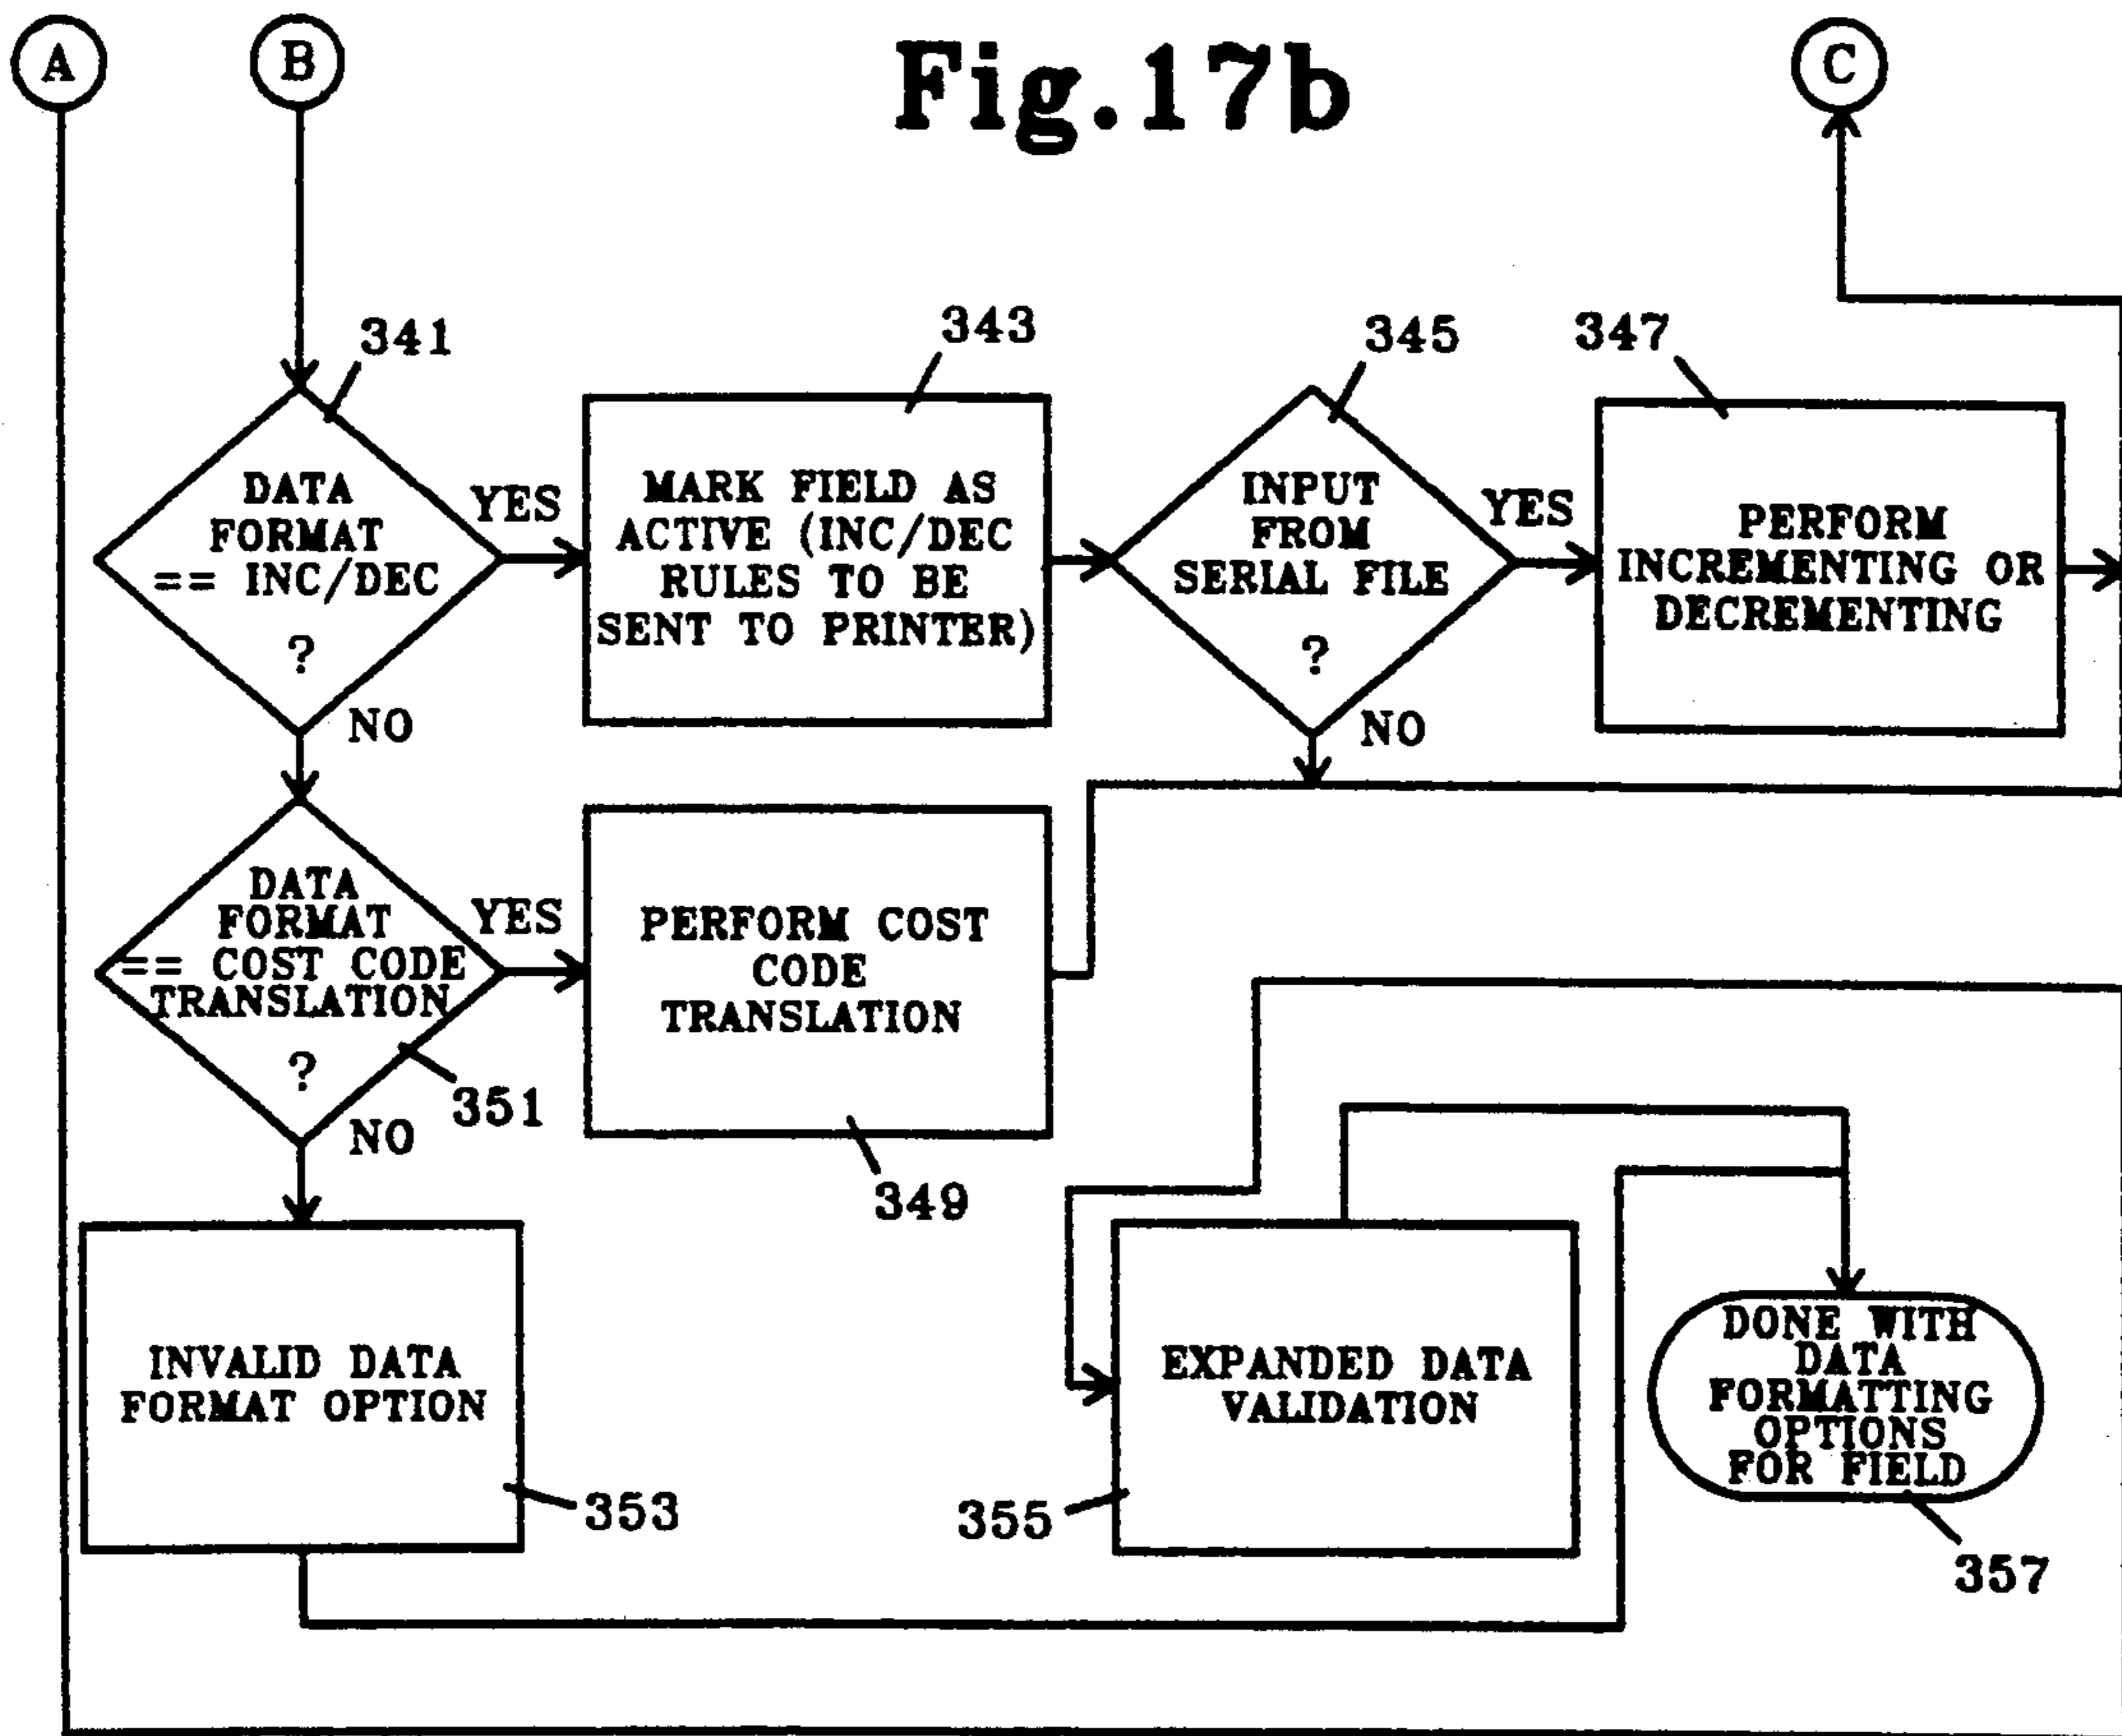 A
B
Fig.17b
C
341
343
345
347
DATA
FORMAT
== INC/DEC
?
YES
NO
MARK FIELD AS
ACTIVE (INC/DEC
RULES TO BE
SENT TO PRINTER)
INPUT
FROM
SERIAL FILE
?
YES
NO
PERFORM
INCREMENTING OR
DECREMENTING
DATA
FORMAT
== COST CODE
TRANSLATION
?
YES
NO
351
PERFORM COST
CODE
TRANSLATION
349
INVALID DATA
FORMAT OPTION
353
EXPANDED DATA
VALIDATION
355
DONE WITH
DATA
FORMATTING
OPTIONS
FOR FIELD
357